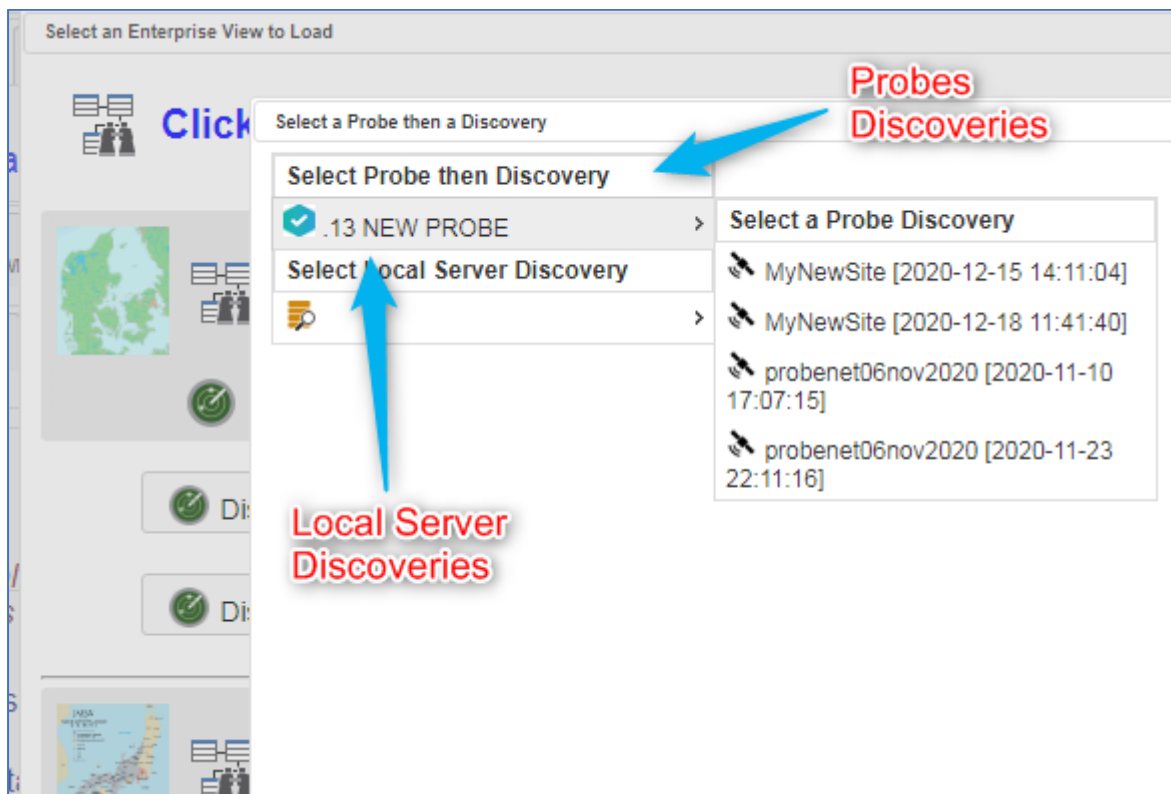 Select an Enterprise View to Load
Probes
Discoveries
Click
Select a Probe then a Discovery
Select Probe then Discovery
.13 NEW PROBE
Select a Probe Discovery
Select Local Server Discovery
MyNewSite [2020-12-15 14:11:04]
MyNewSite [2020-12-18 11:41:40]
probenet06nov2020 [2020-11-10
17:07:15]
probenet06nov2020 [2020-11-23
22:11:16]
Local Server
Discoveries
Di
Di